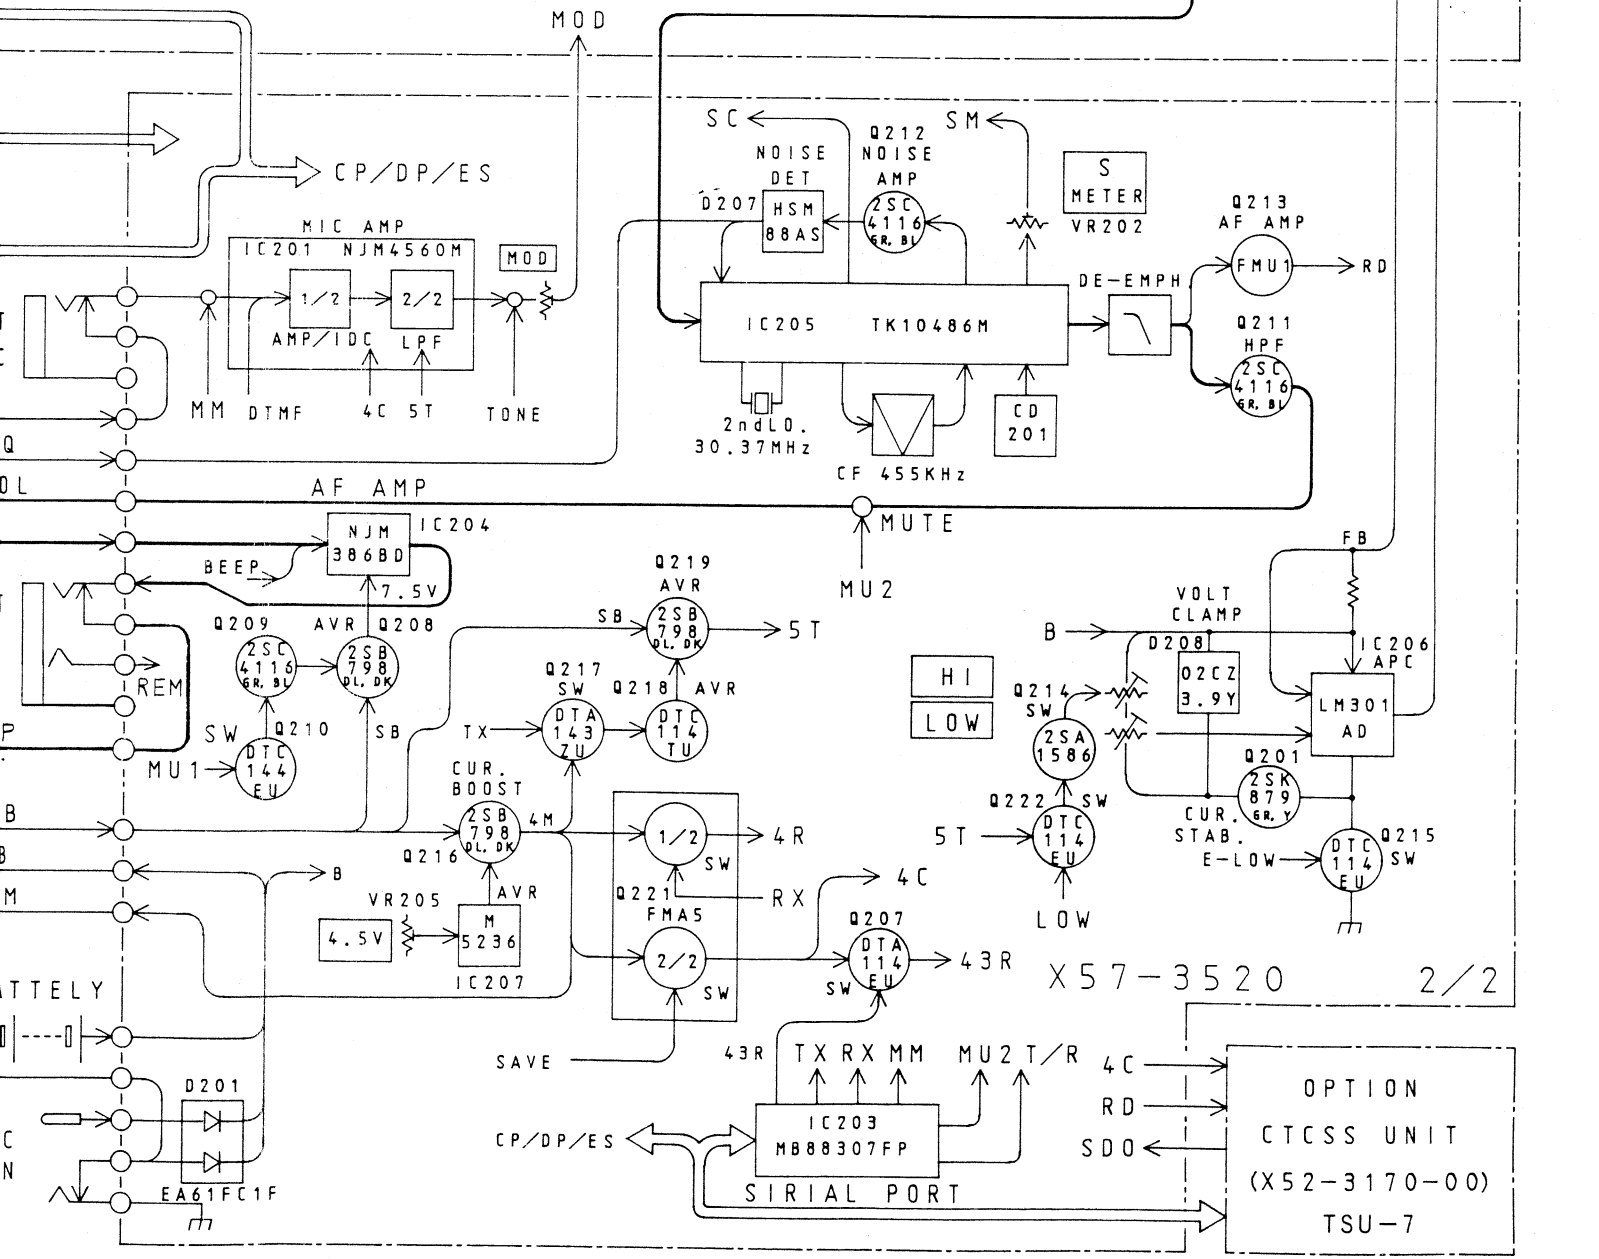 MOD
SC
SM
Q212
NOISE
AMP
NOISE
DET
D207
HSM
88AS
2SC
4116
GR, BL
S
METER
VR202
Q213
AF AMP
FMU1
RD
CP/DP/ES
MIC AMP
IC201 NJM4560M
1/2
2/2
AMP/IDC
LPF
MOD
MM
DTMF
4C
5T
TONE
IC205 TK10486M
DE-EMPH
Q211
HPF
2SC
4116
GR, BL
2ndLO.
30.37MHz
CF 455KHz
CD
201
Q
OL
AF AMP
MUTE
MU2
NJM
386BD
IC204
BEEP
7.5V
Q209
2SC
4116
GR, BL
AVR Q208
2SB
798
DL, DK
REM
SW
Q210
DTC
144
EU
MU1
SB
Q219
AVR
SB
2SB
798
DL, DK
5T
Q217
SW
DTA
143
ZU
TX
Q218
AVR
DTC
114
TU
FB
VOLT
CLAMP
B
D208
02CZ
3.9Y
IC206
APC
LM301
AD
HI
LOW
Q214
SW
2SA
1586
Q201
2SK
879
GR, Y
CUR.
STAB.
Q222
SW
DTC
114
EU
5T
LOW
E-LOW
Q215
SW
DTC
114
EU
P
B
B
M
CUR.
BOOST
2SB
798
DL, DK
Q216
4M
1/2
SW
4R
RX
Q221
FMA5
2/2
SW
4C
Q207
DTA
114
EU
SW
43R
B
VR205
4.5V
AVR
M
5236
IC207
SAVE
X57-3520 2/2
ATTELY
D201
EA61FC1F
C
N
43R
TX
RX
MM
MU2
T/R
IC203
MB88307FP
SIRIAL PORT
CP/DP/ES
4C
RD
SDO
OPTION
CTCSS UNIT
(X52-3170-00)
TSU-7